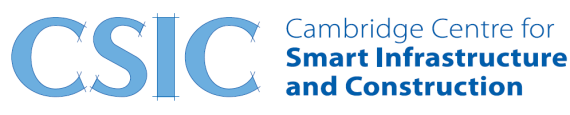 CSIC
Cambridge Centre for
Smart Infrastructure
and Construction